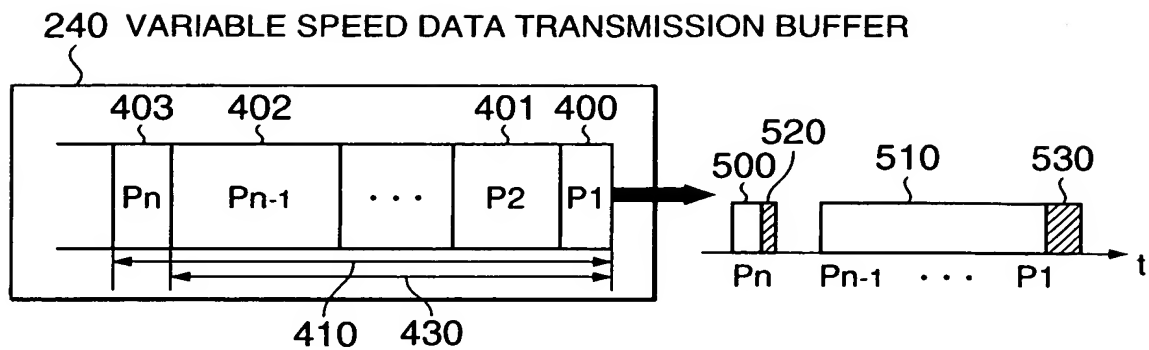 240 VARIABLE SPEED DATA TRANSMISSION BUFFER
403 402 401 400
520
500 510 530
Pn Pn-1 · · · P2 P1
t
Pn Pn-1 · · · P1
410 430